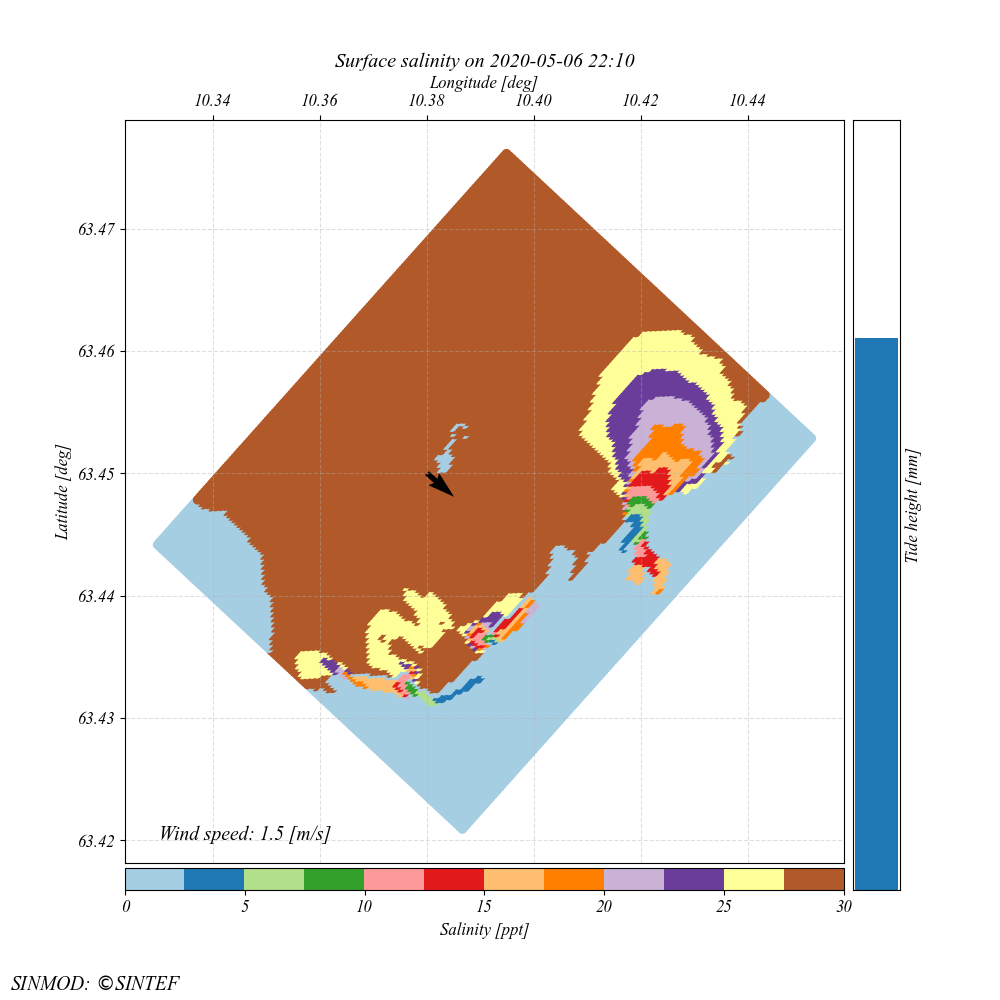 Surface salinity on 2020-05-06 22:10
Longitude [deg]
10.34 10.36 10.38 10.40 10.42 10.44
63.47
63.46
63.45
63.44
63.43
63.42
Latitude [deg]
Tide height [mm]
Wind speed: 1.5 [m/s]
0 5 10 15 20 25 30
Salinity [ppt]
SINMOD: ©SINTEF